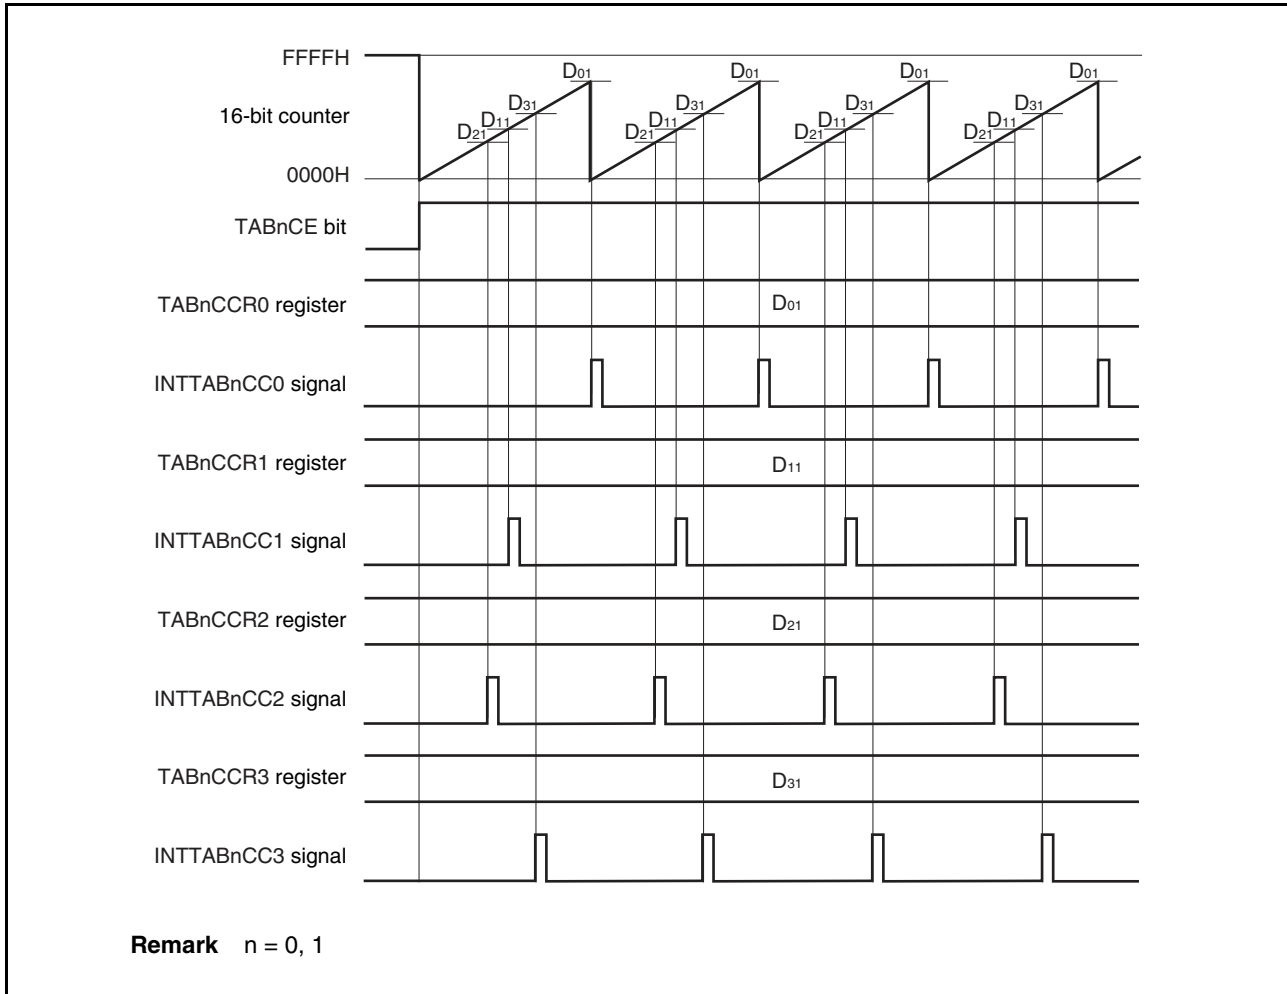 FFFFH
D01 D01 D01 D01
16-bit counter
D31 D31 D31 D31
D11 D11 D11 D11
D21 D21 D21 D21
0000H
TABnCE bit
TABnCCR0 register D01
INTTABnCC0 signal
TABnCCR1 register D11
INTTABnCC1 signal
TABnCCR2 register D21
INTTABnCC2 signal
TABnCCR3 register D31
INTTABnCC3 signal
Remark n = 0, 1